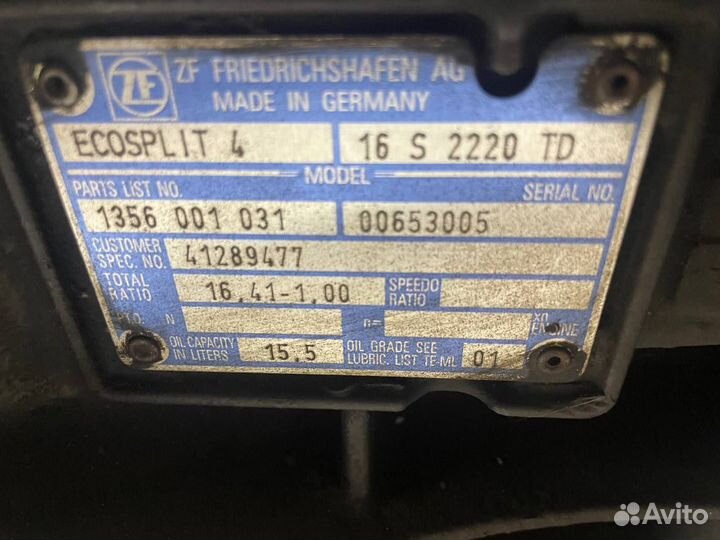 ZF ZF FRIEDRICHSHAFEN AG
MADE IN GERMANY
ECOSPLIT 4 16 S 2220 TD
MODEL
PARTS LIST NO. SERIAL NO.
1356 001 031 00653005
CUSTOMER
SPEC. NO. 41289477
TOTAL
RATIO 16,41-1,00 SPEEDO
RATIO
P.T.O. N n= X n
ENGINE
OIL CAPACITY
IN LITERS 15,5 OIL GRADE SEE
LUBRIC. LIST TE-ML 01
Avito